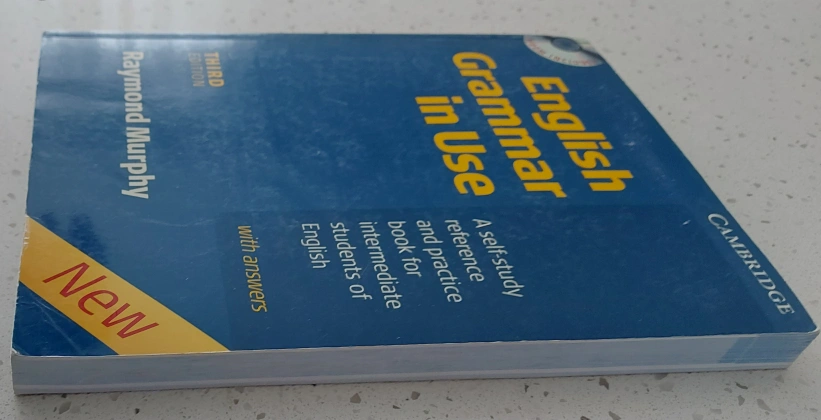 CAMBRIDGE
English
Grammar
in Use
A self-study
reference
and practice
book for
intermediate
students of
English
with answers
THIRD
EDITION
Raymond Murphy
New